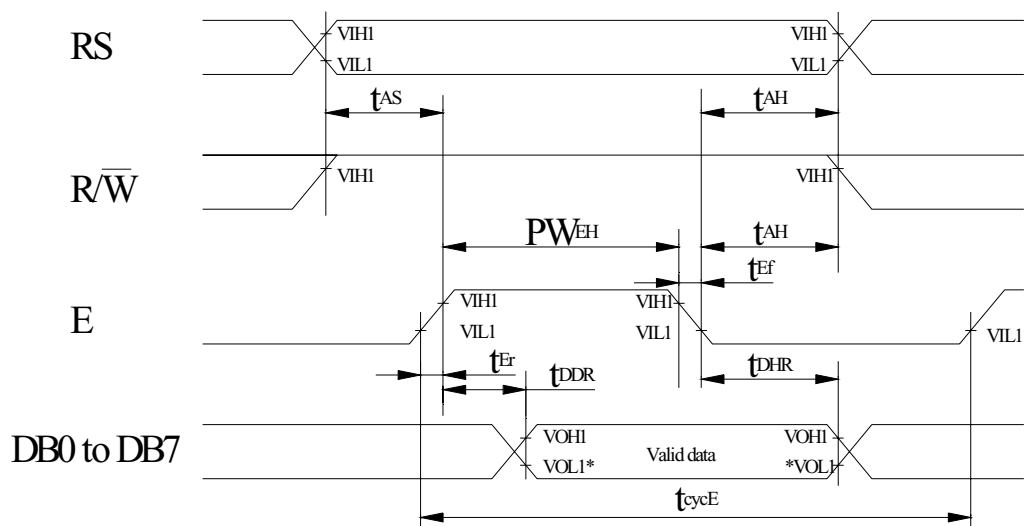 RS
VIH1
VIL1
VIH1
VIL1
tAS
tAH
R/W̅
VIH1
VIH1
PWEH
tAH
tEf
E
VIH1
VIL1
VIH1
VIL1
VIL1
tEr
tDDR
tDHR
DB0 to DB7
VOH1
VOL1*
Valid data
VOH1
*VOL1
tcycE